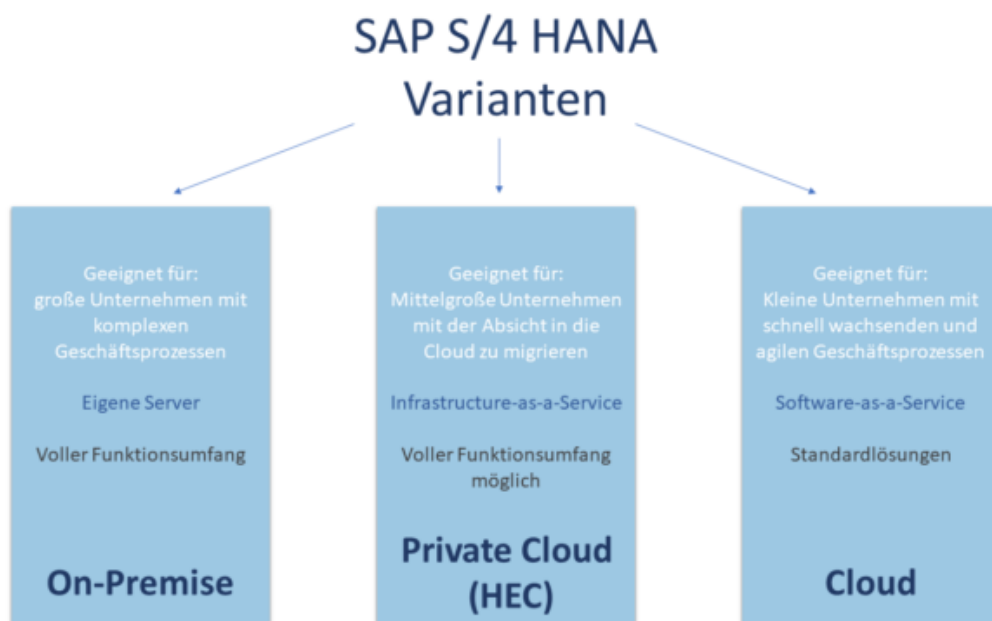 SAP S/4 HANA
Varianten
Geeignet für:
große Unternehmen mit
komplexen
Geschäftsprozessen
Eigene Server
Voller Funktionsumfang
On-Premise
Geeignet für:
Mittelgroße Unternehmen
mit der Absicht in die
Cloud zu migrieren
Infrastructure-as-a-Service
Voller Funktionsumfang
möglich
Private Cloud
(HEC)
Geeignet für:
Kleine Unternehmen mit
schnell wachsenden und
agilen Geschäftsprozessen
Software-as-a-Service
Standardlösungen
Cloud